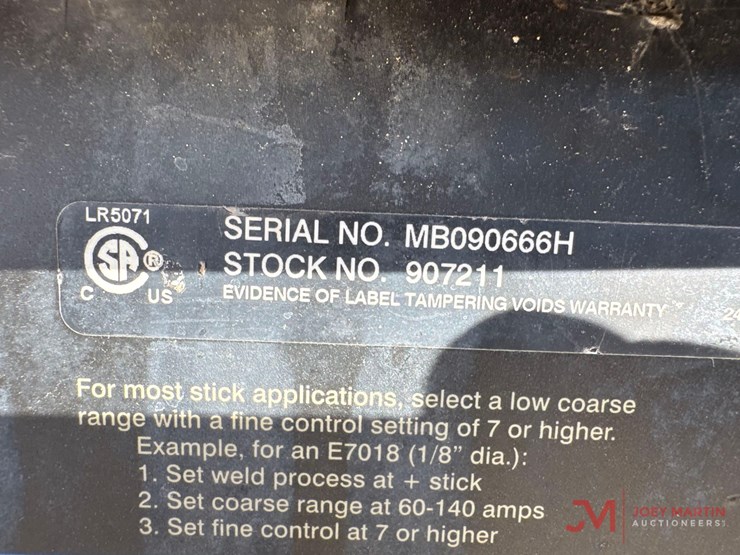 LR5071
CSA ®
C US
SERIAL NO. MB090666H
STOCK NO. 907211
EVIDENCE OF LABEL TAMPERING VOIDS WARRANTY
24
For most stick applications, select a low coarse
range with a fine control setting of 7 or higher.
Example, for an E7018 (1/8" dia.):
1. Set weld process at + stick
2. Set coarse range at 60-140 amps
3. Set fine control at 7 or higher
JM JOEY MARTIN
AUCTIONEERS